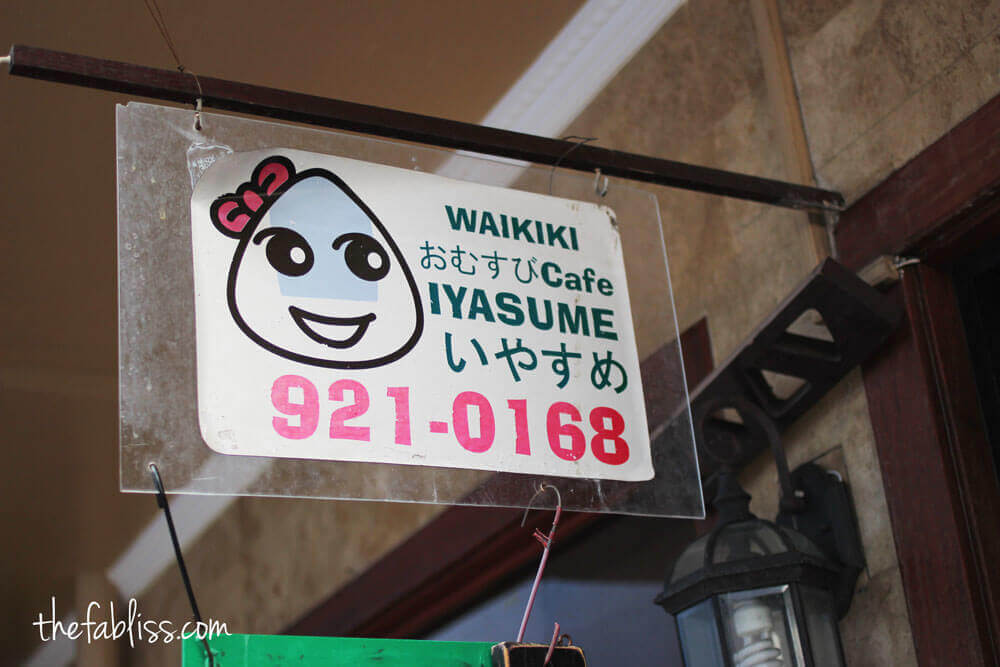 WAIKIKI
おむすびCafe
IYASUME
いやすめ
921-0168
thefabliss.com